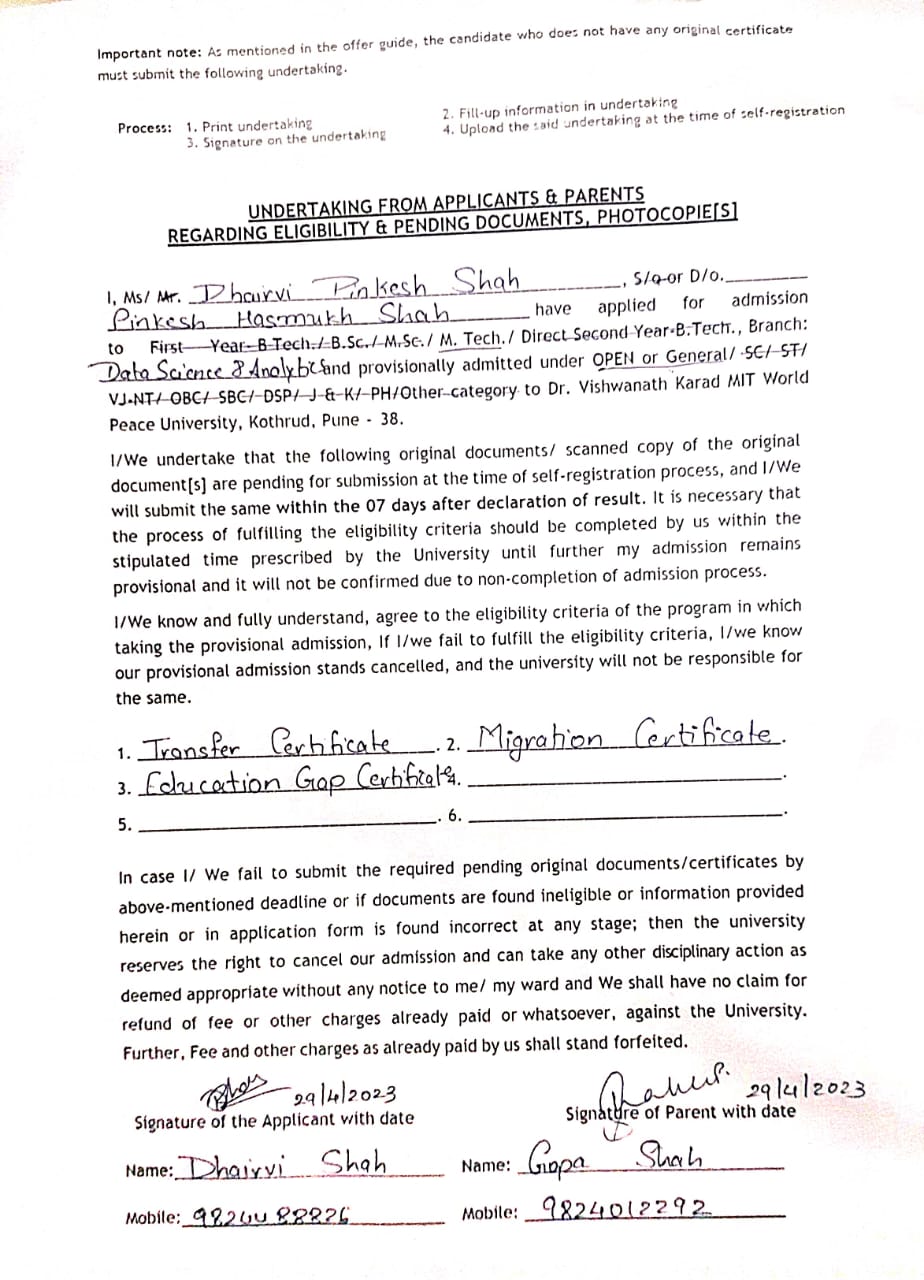 Important note: As mentioned in the offer guide, the candidate who does not have any original certificate
must submit the following undertaking.
Process: 1. Print undertaking 2. Fill-up information in undertaking
3. Signature on the undertaking 4. Upload the said undertaking at the time of self-registration
UNDERTAKING FROM APPLICANTS & PARENTS
REGARDING ELIGIBILITY & PENDING DOCUMENTS, PHOTOCOPIE[S]
I, Ms/ Mr. Dhairvi Pinkesh Shah, S/o or D/o.
Pinkesh Hasmukh Shah have applied for admission
to First Year B-Tech./ B.Sc./ M.Sc./ M. Tech./ Direct Second Year-B.Tech., Branch:
Data Science & Analytics and provisionally admitted under OPEN or General/ SC/ ST/
VJ-NT/ OBC/ SBC/ DSP/ J & K/ PH/Other category to Dr. Vishwanath Karad MIT World
Peace University, Kothrud, Pune - 38.
I/We undertake that the following original documents/ scanned copy of the original
document[s] are pending for submission at the time of self-registration process, and I/We
will submit the same within the 07 days after declaration of result. It is necessary that
the process of fulfilling the eligibility criteria should be completed by us within the
stipulated time prescribed by the University until further my admission remains
provisional and it will not be confirmed due to non-completion of admission process.
I/We know and fully understand, agree to the eligibility criteria of the program in which
taking the provisional admission, If I/we fail to fulfill the eligibility criteria, I/we know
our provisional admission stands cancelled, and the university will not be responsible for
the same.
1. Transfer Certificate. 2. Migration Certificate.
3. Education Gap Certificate 4.
5. . 6. .
In case I/ We fail to submit the required pending original documents/certificates by
above-mentioned deadline or if documents are found ineligible or information provided
herein or in application form is found incorrect at any stage; then the university
reserves the right to cancel our admission and can take any other disciplinary action as
deemed appropriate without any notice to me/ my ward and We shall have no claim for
refund of fee or other charges already paid or whatsoever, against the University.
Further, Fee and other charges as already paid by us shall stand forfeited.
29/4/2023 29/4/2023
Signature of the Applicant with date Signature of Parent with date
Name: Dhairvi Shah Name: Gopa Shah
Mobile: 9824488826 Mobile: 9824012292